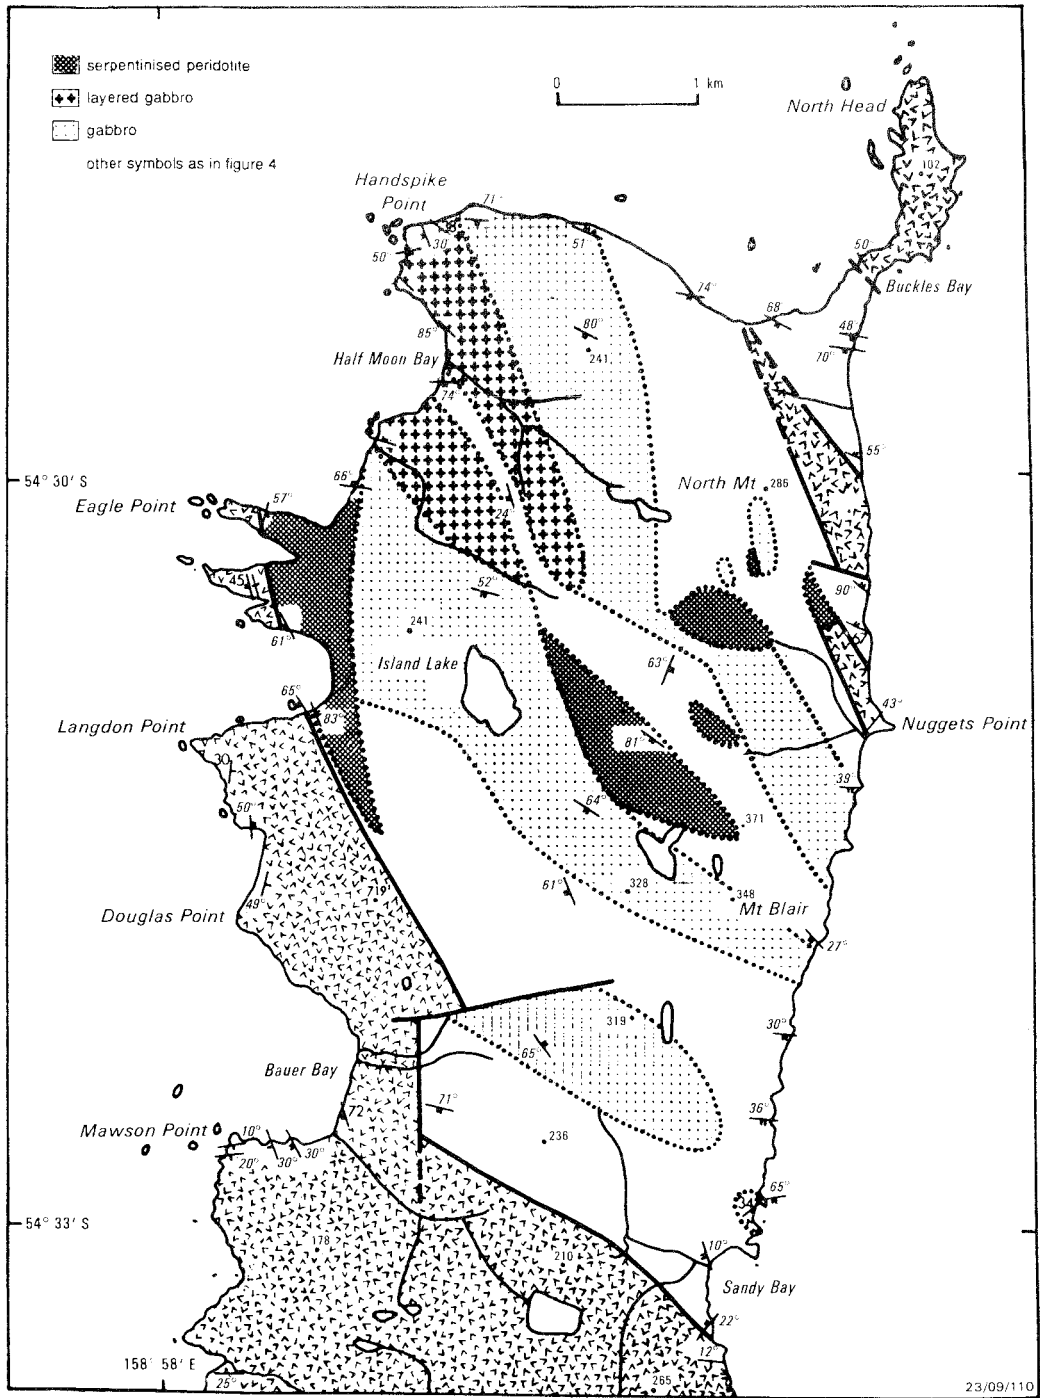 serpentinised peridotite
layered gabbro
gabbro
other symbols as in figure 4
0 1 km
North Head
102
Handspike
Point
71°
38
30
50°
51
50°
Buckles Bay
74°
68
80°
241
85°
48
70°
Half Moon Bay
74°
55°
54° 30′ S
66°
North Mt
286
57°
Eagle Point
24°
45
52°
90°
61°
241
Island Lake
63°
65°
83°
43°
Langdon Point
Nuggets Point
81°
30
39°
64°
50°
371
719
61°
328
348
49°
Douglas Point
Mt Blair
27°
319
30°
65°
Bauer Bay
71°
72
36°
Mawson Point
10°
236
20°
30°
30°
65°
34
54° 33′ S
178
210
10°
Sandy Bay
22°
12°
158° 58′ E
25°
265
23/09/110